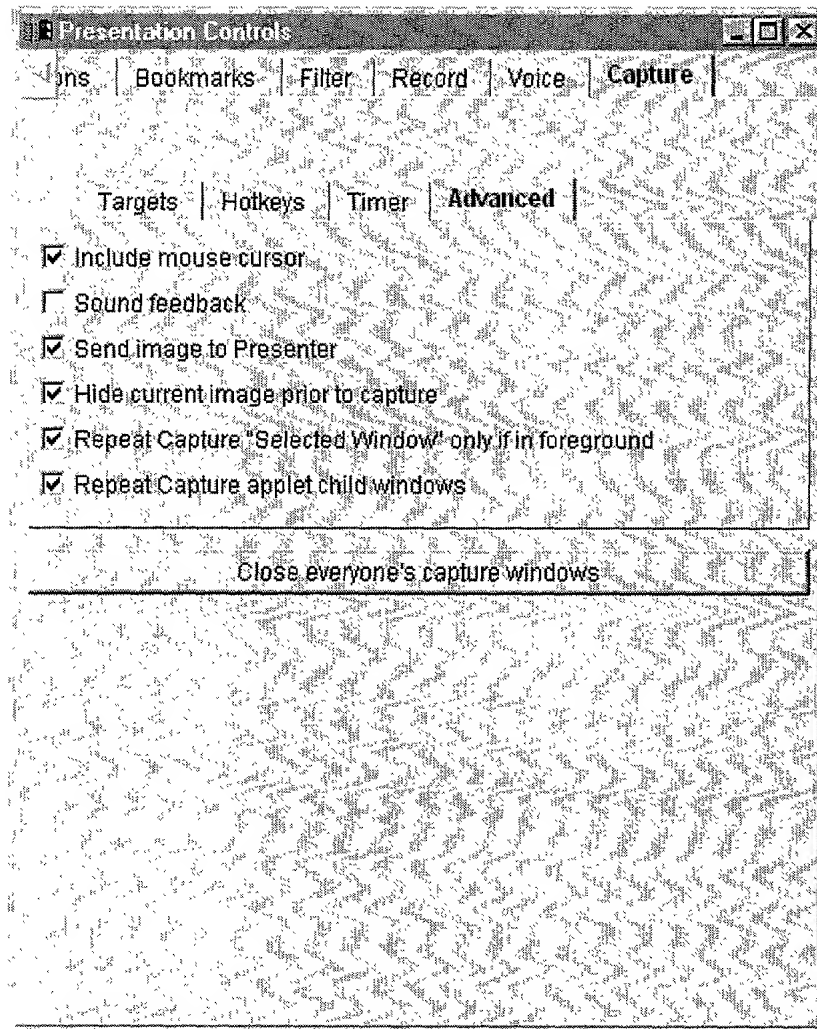 Presentation Controls
ons Bookmarks Filter Record Voice Capture
Targets Hotkeys Timer Advanced
Include mouse cursor
Sound feedback
Send image to Presenter
Hide current image prior to capture
Repeat Capture "Selected Window" only if in foreground
Repeat Capture applet child windows
Close everyone's capture windows